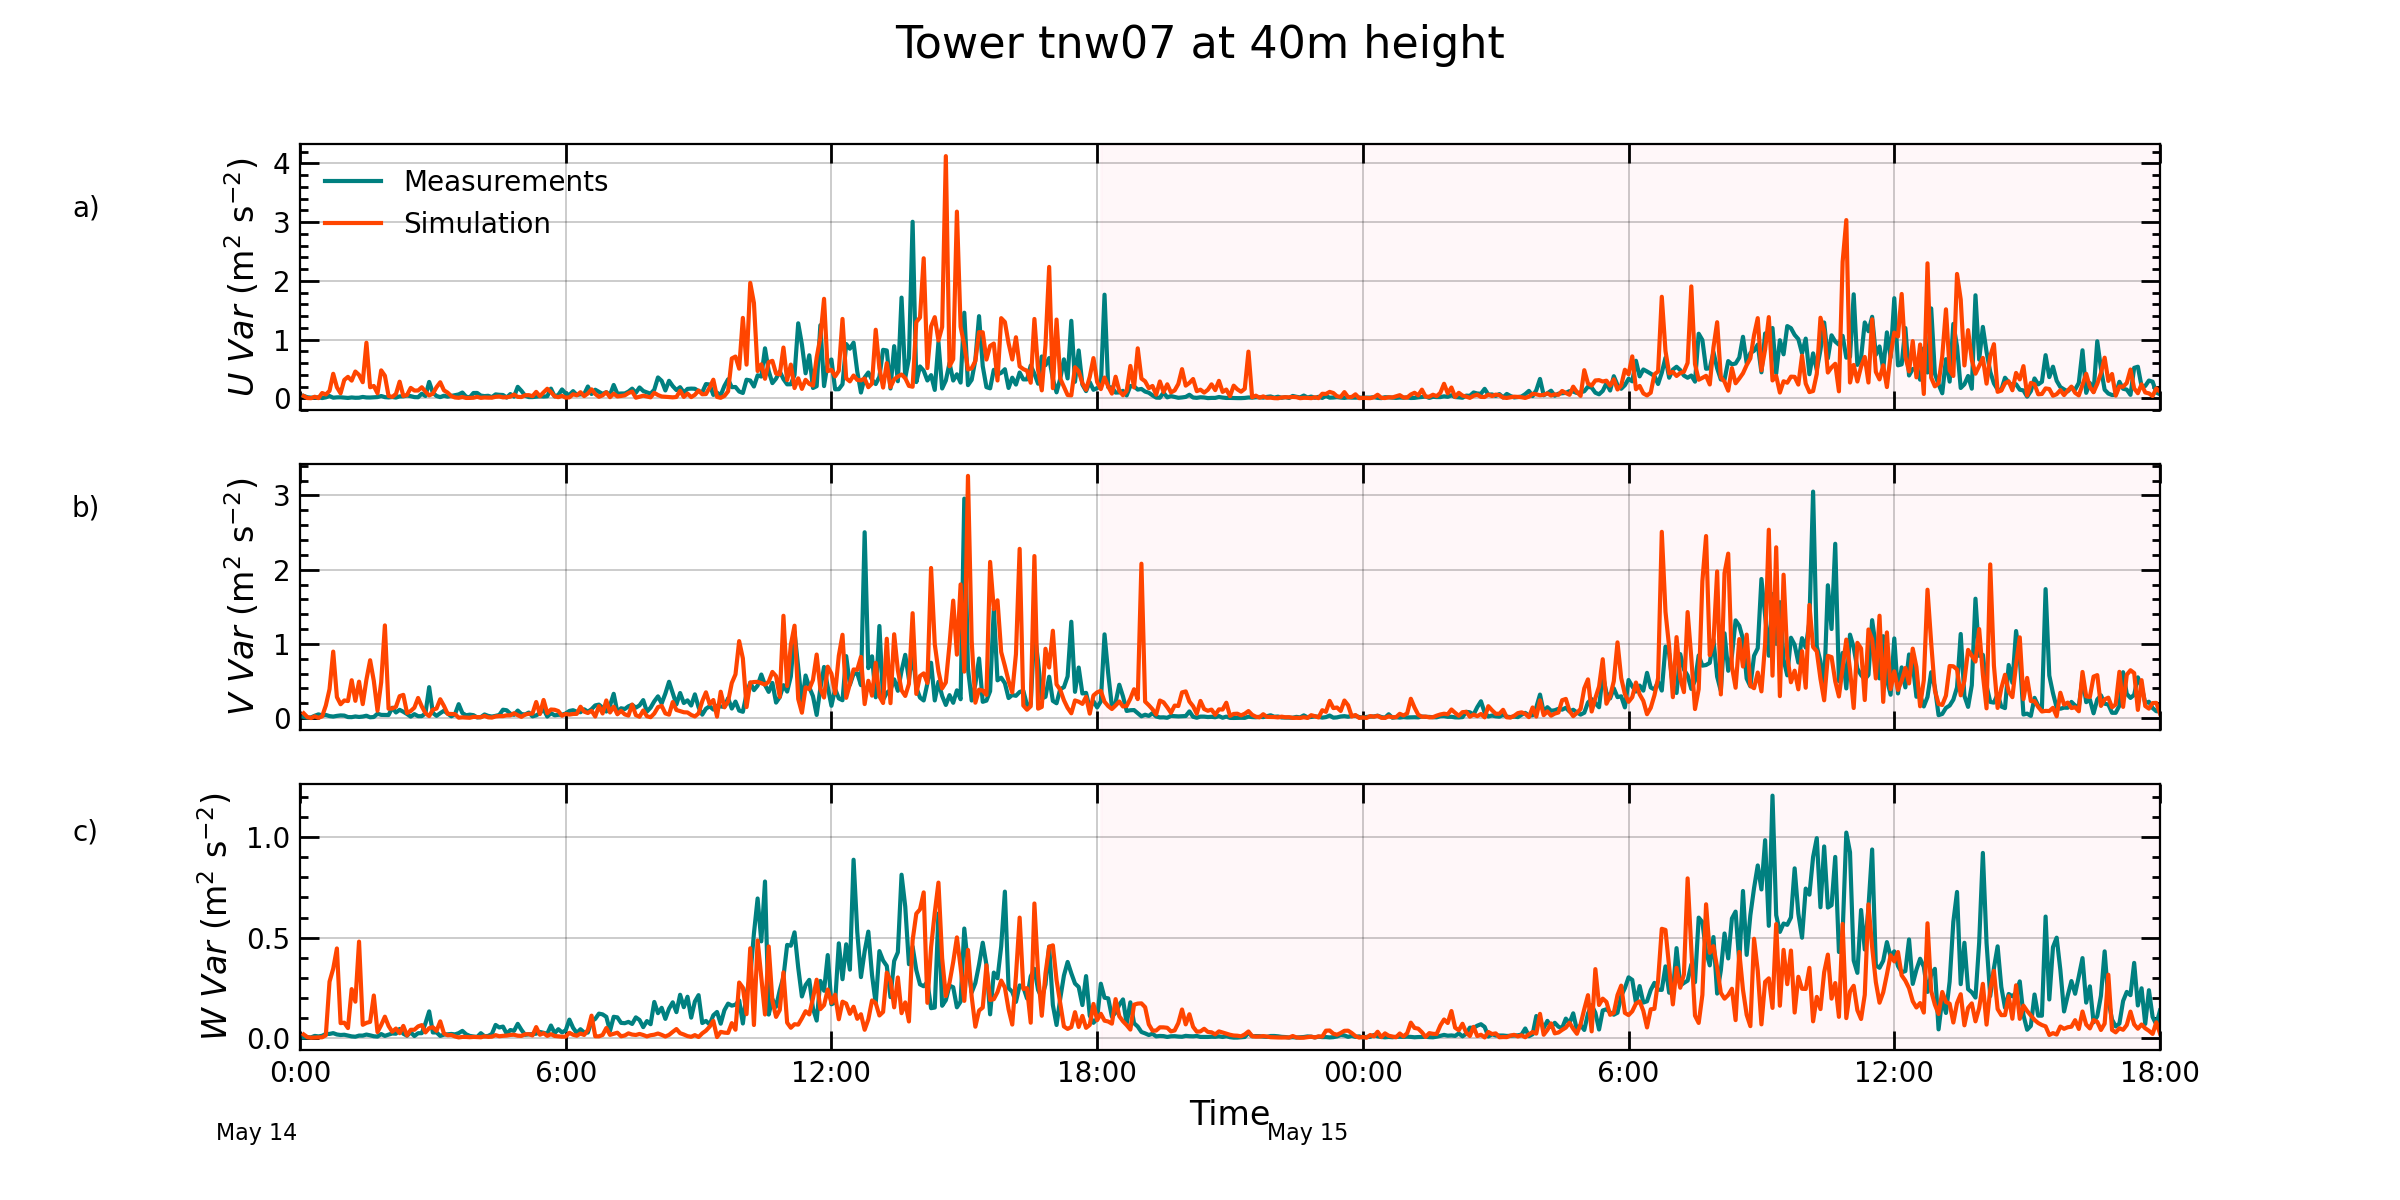 Tower tnw07 at 40m height
a)
U Var (m² s⁻²)
4
3
2
1
0
Measurements
Simulation
b)
V Var (m² s⁻²)
3
2
1
0
c)
W Var (m² s⁻²)
1.0
0.5
0.0
0:00 6:00 12:00 18:00 00:00 6:00 12:00 18:00
Time
May 14 May 15